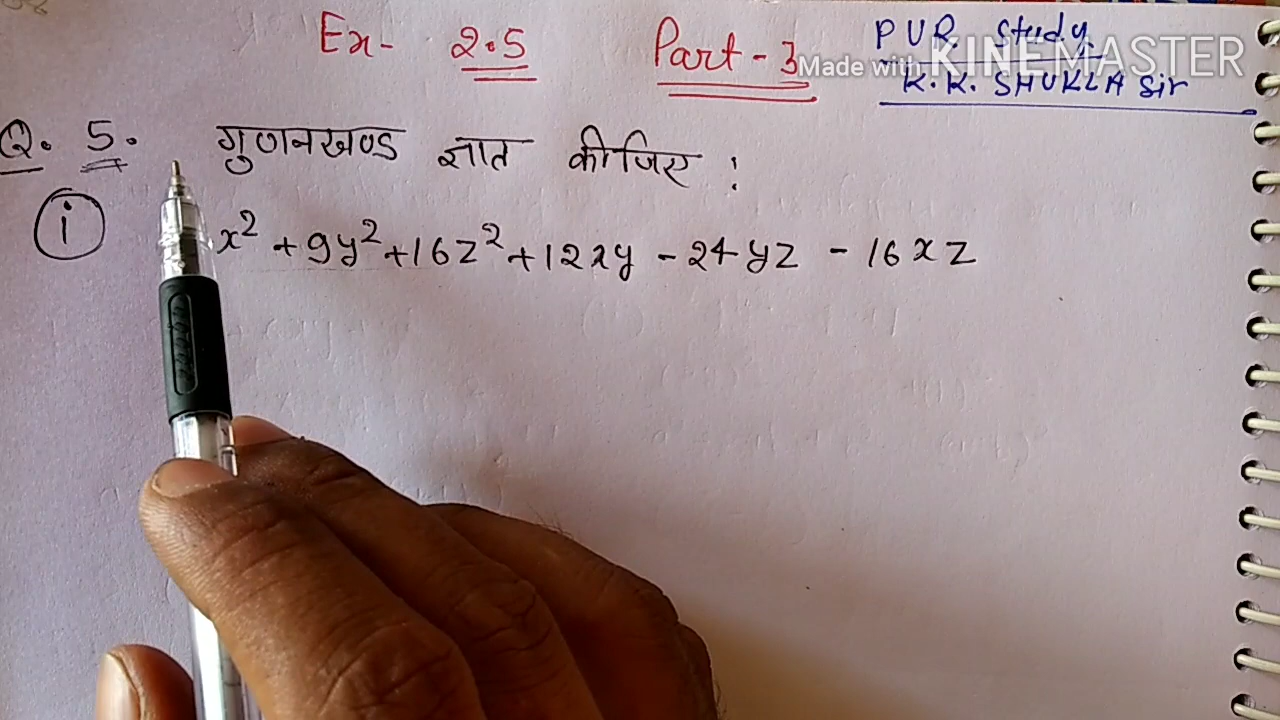 Ex- 2.5 Part-3 PUR Study
Made with KINEMASTER
K.K. SHUKLA Sir
Q. 5. गुणनखण्ड ज्ञात कीजिए :
i x² + 9y² + 16z² + 12xy - 24yz - 16xz